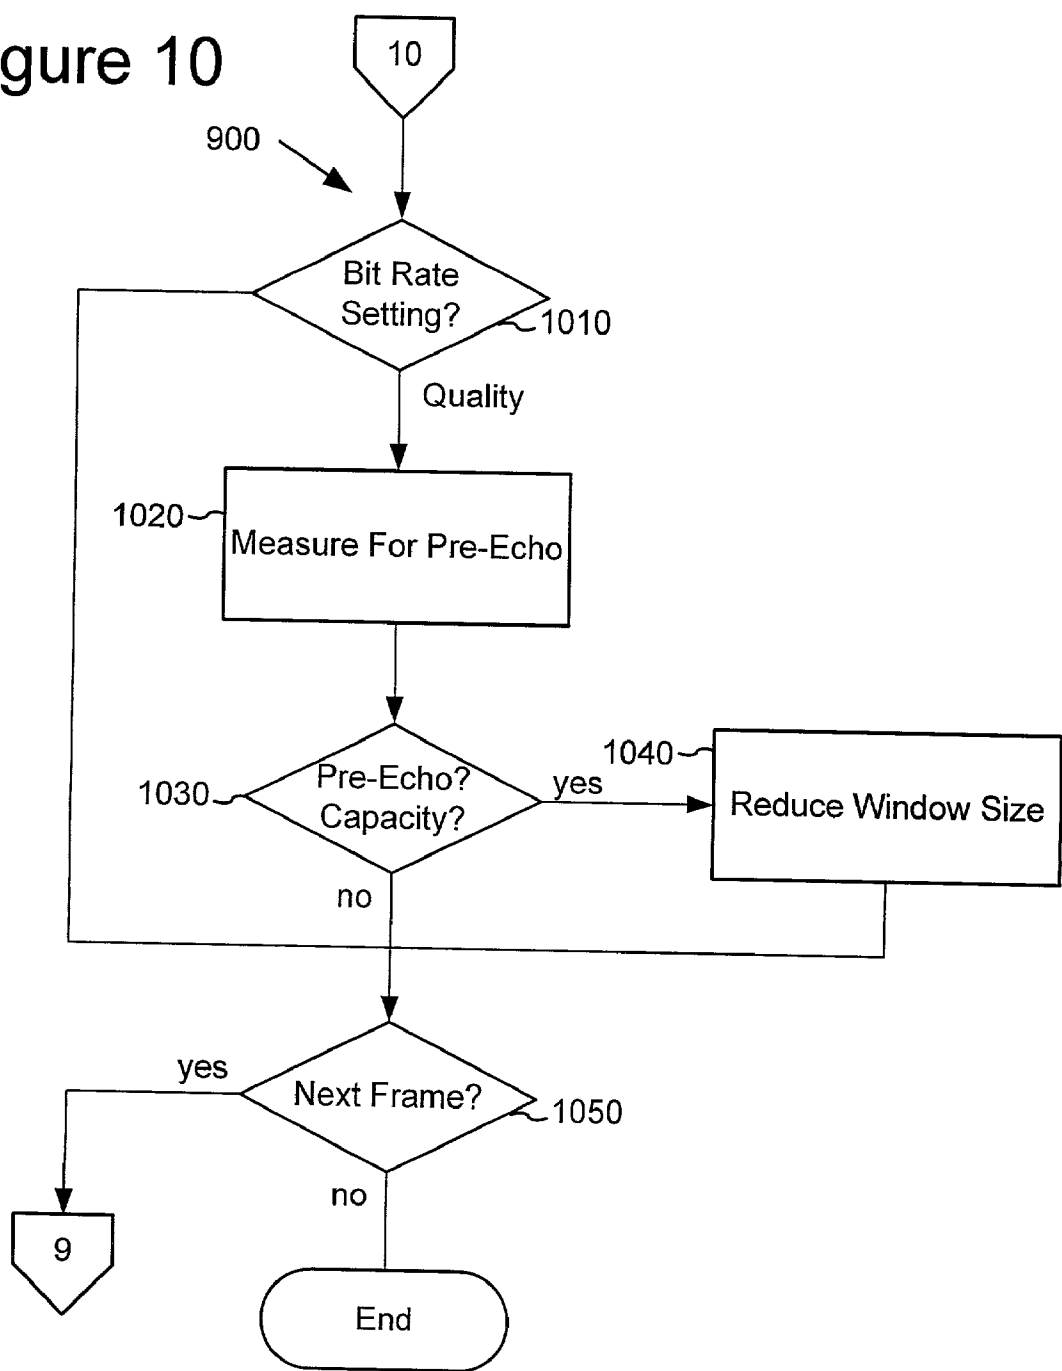 gure 10
10
900
Bit Rate
Setting?
1010
Quality
1020
Measure For Pre-Echo
1030
Pre-Echo?
Capacity?
yes
1040
Reduce Window Size
no
yes
Next Frame?
1050
no
9
End